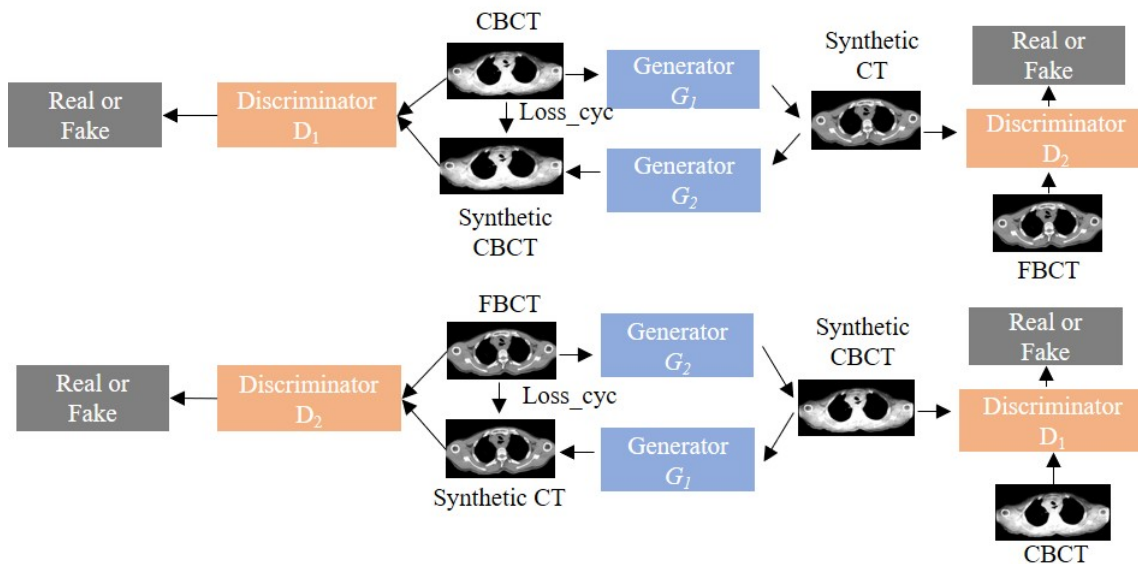 CBCT
Synthetic
CT
Real or
Fake
Real or
Fake
Discriminator
D1
Generator
G1
Loss_cyc
Discriminator
D2
Generator
G2
Synthetic
CBCT
FBCT
FBCT
Synthetic
CBCT
Real or
Fake
Real or
Fake
Discriminator
D2
Generator
G2
Loss_cyc
Discriminator
D1
Generator
G1
Synthetic CT
CBCT